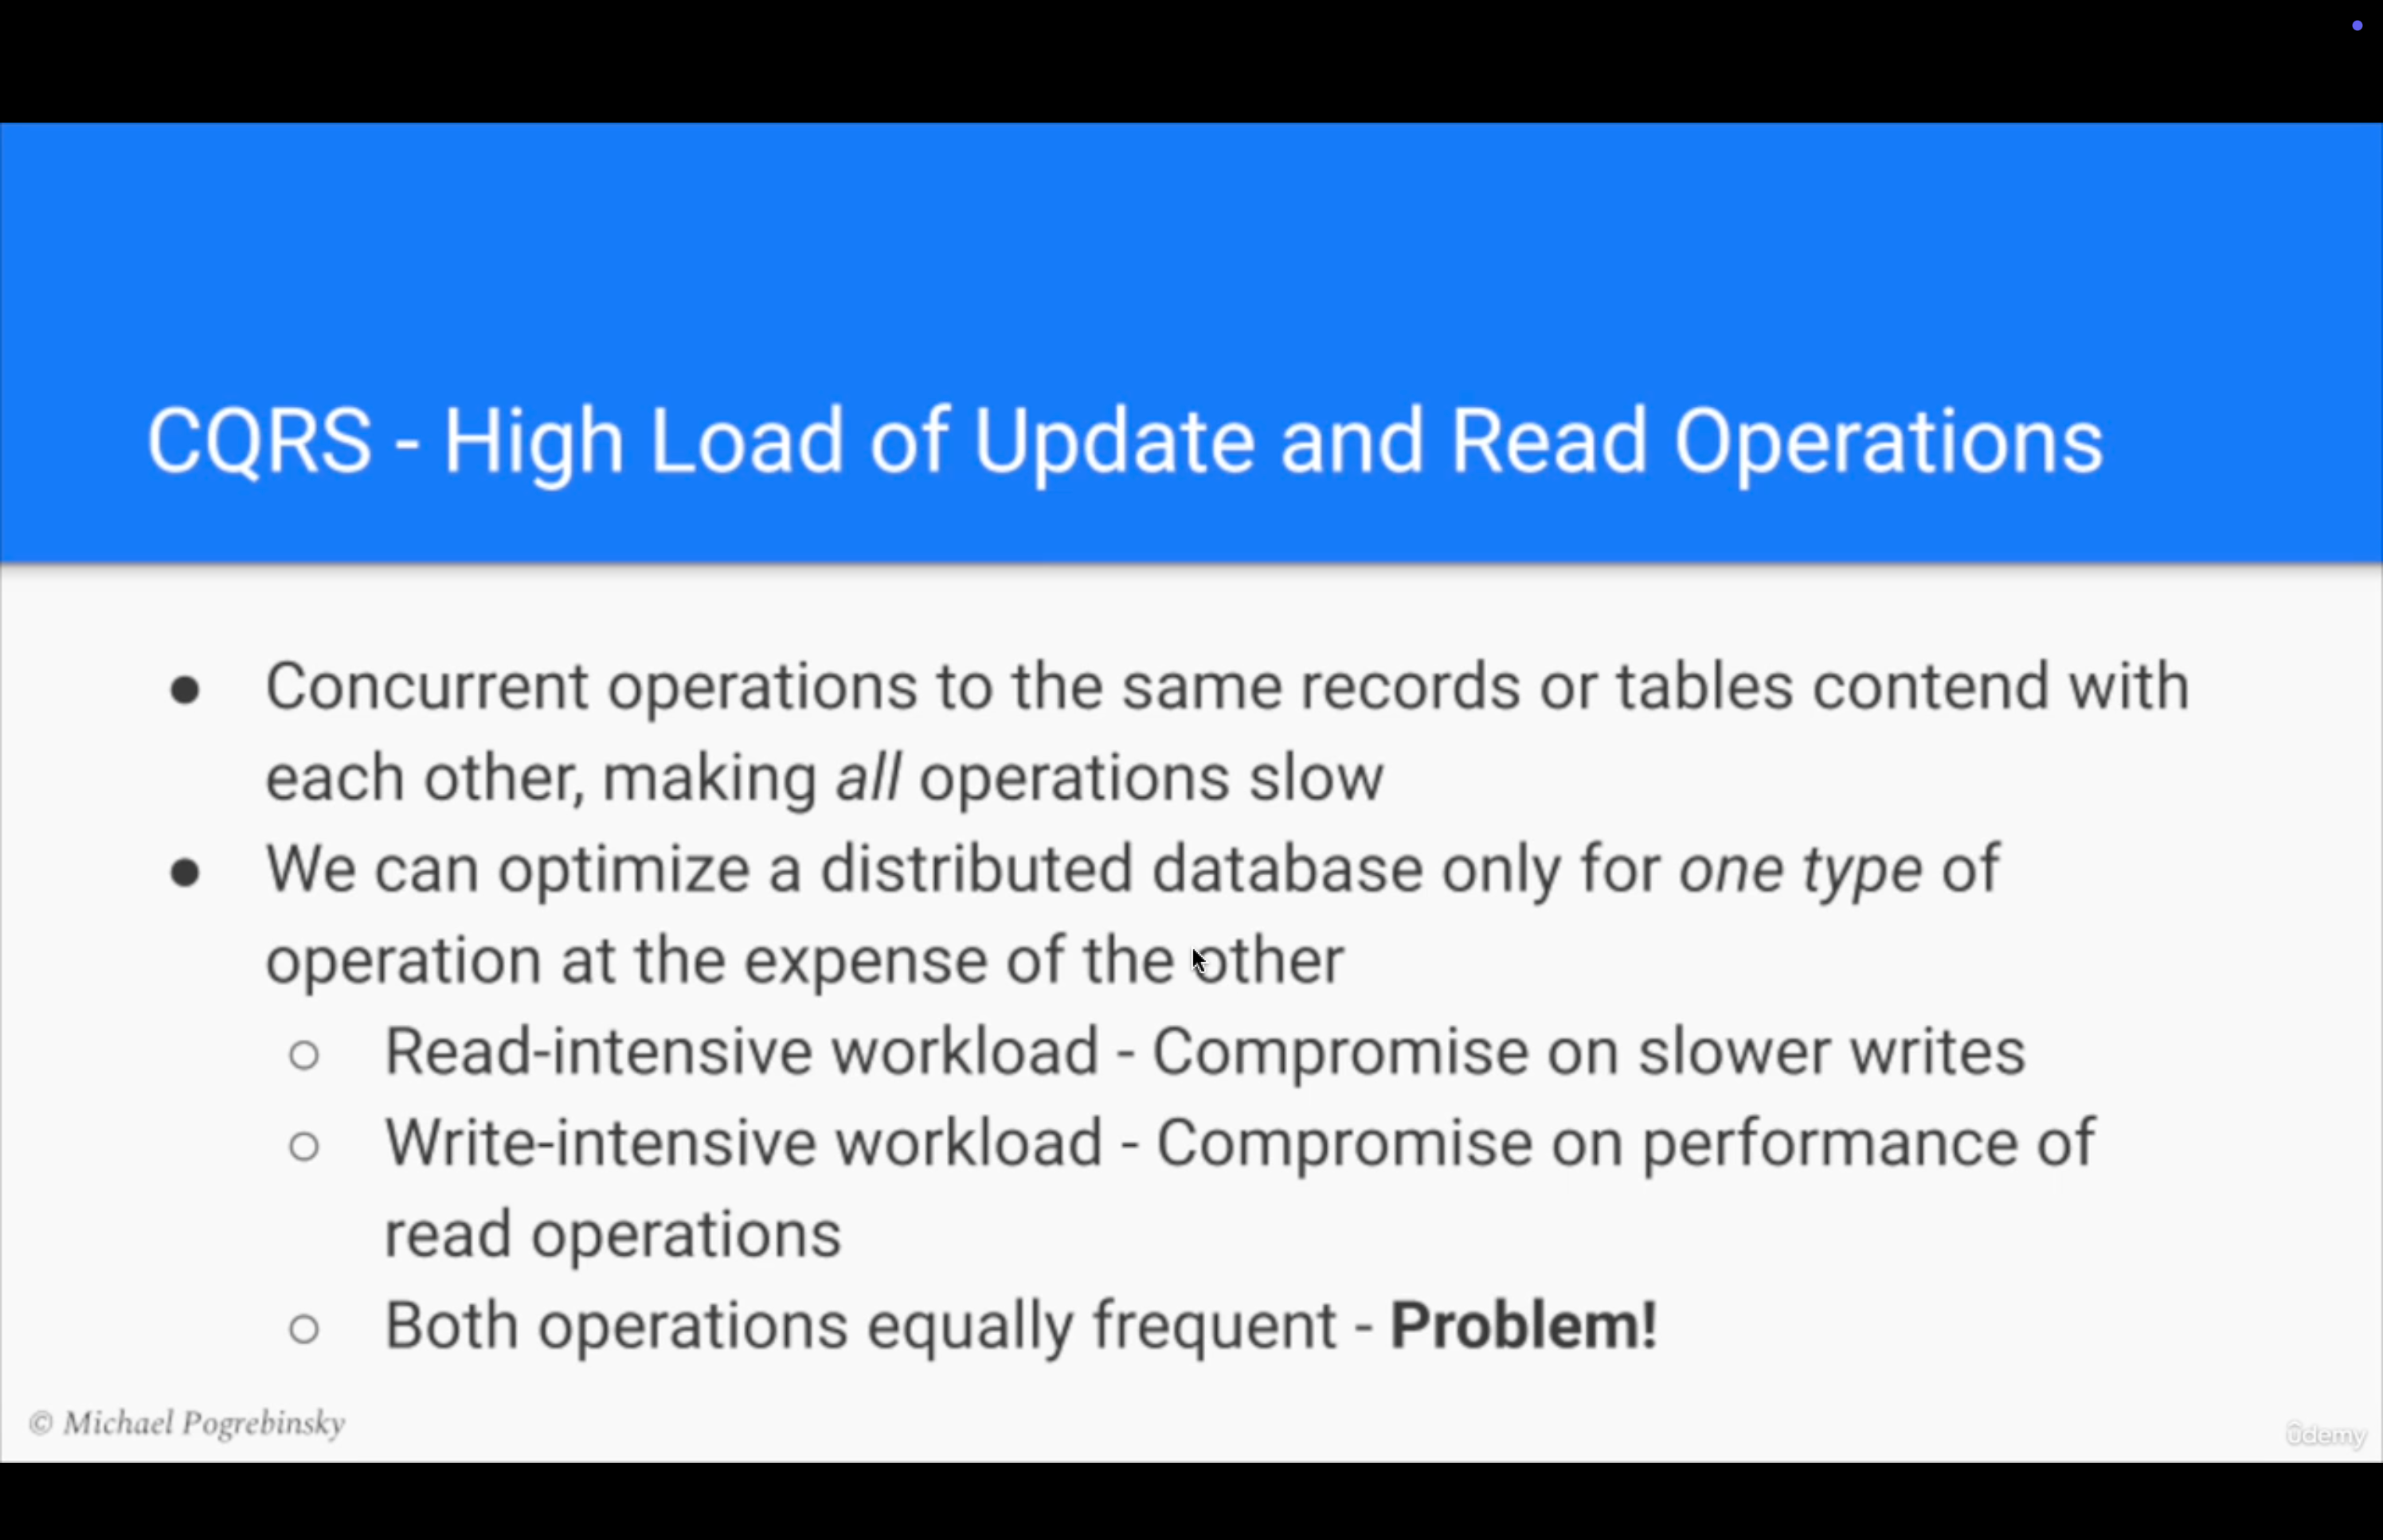 CQRS - High Load of Update and Read Operations
● Concurrent operations to the same records or tables contend with
each other, making all operations slow
● We can optimize a distributed database only for one type of
operation at the expense of the other
○ Read-intensive workload - Compromise on slower writes
○ Write-intensive workload - Compromise on performance of
read operations
○ Both operations equally frequent - Problem!
© Michael Pogrebinsky
ûdemy